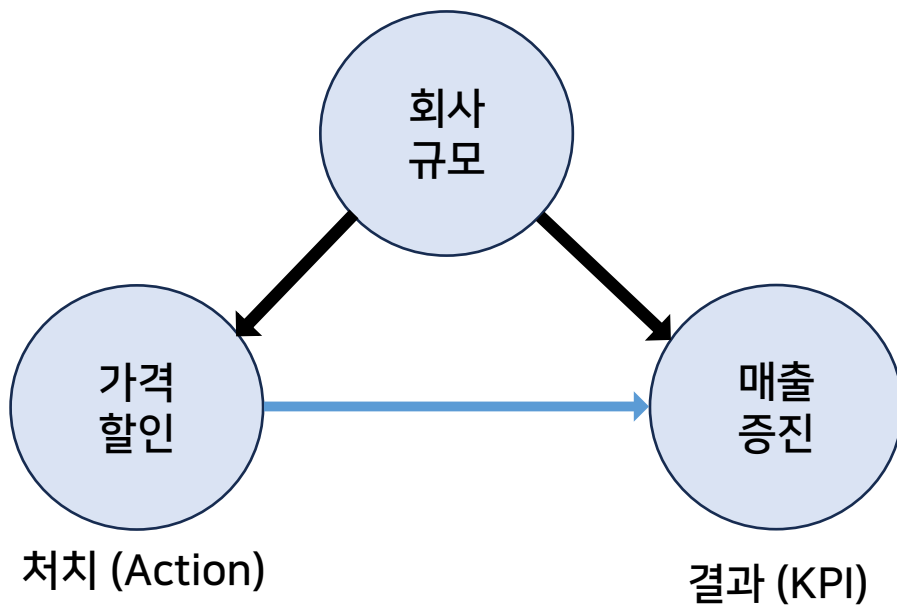 회사
규모
가격
할인
매출
증진
처치 (Action)
결과 (KPI)